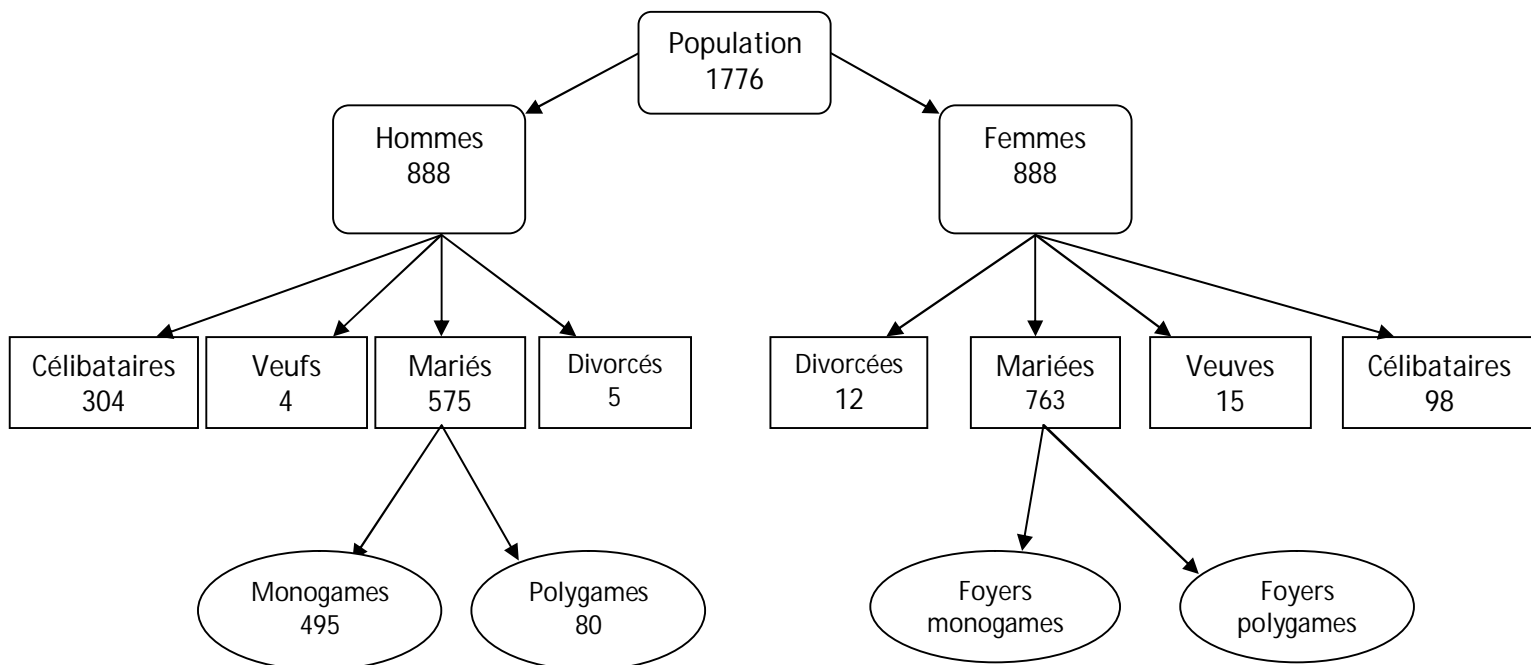 Population
1776
Hommes
888
Femmes
888
Célibataires
304
Veufs
4
Mariés
575
Divorcés
5
Divorcées
12
Mariées
763
Veuves
15
Célibataires
98
Monogames
495
Polygames
80
Foyers
monogames
Foyers
polygames